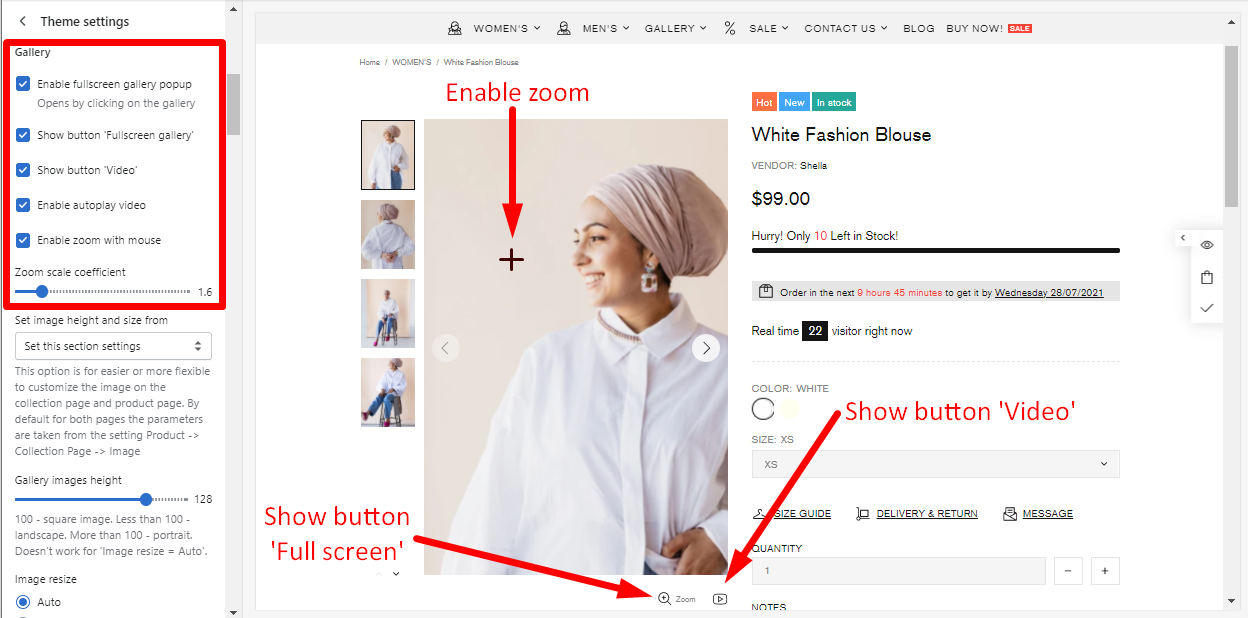 Theme settings
Gallery
Enable fullscreen gallery popup
Opens by clicking on the gallery
Show button 'Fullscreen gallery'
Show button 'Video'
Enable autoplay video
Enable zoom with mouse
Zoom scale coefficient
1.6
Set image height and size from
Set this section settings
This option is for easier or more flexible
to customize the image on the
collection page and product page. By
default for both pages the parameters
are taken from the setting Product ->
Collection Page -> Image
Gallery images height
128
100 - square image. Less than 100 -
landscape. More than 100 - portrait.
Doesn't work for 'Image resize = Auto'.
Image resize
Auto
WOMEN'S MEN'S GALLERY % SALE CONTACT US BLOG BUY NOW! SALE
Home / WOMEN'S / White Fashion Blouse
Enable zoom
Hot New In stock
White Fashion Blouse
VENDOR: Shella
$99.00
Hurry! Only 10 Left in Stock!
Order in the next 9 hours 45 minutes to get it by Wednesday 28/07/2021
Real time 22 visitor right now
COLOR: WHITE
Show button 'Video'
SIZE: XS
XS
Show button
'Full screen'
SIZE GUIDE DELIVERY & RETURN MESSAGE
QUANTITY
1
− +
Zoom
NOTES